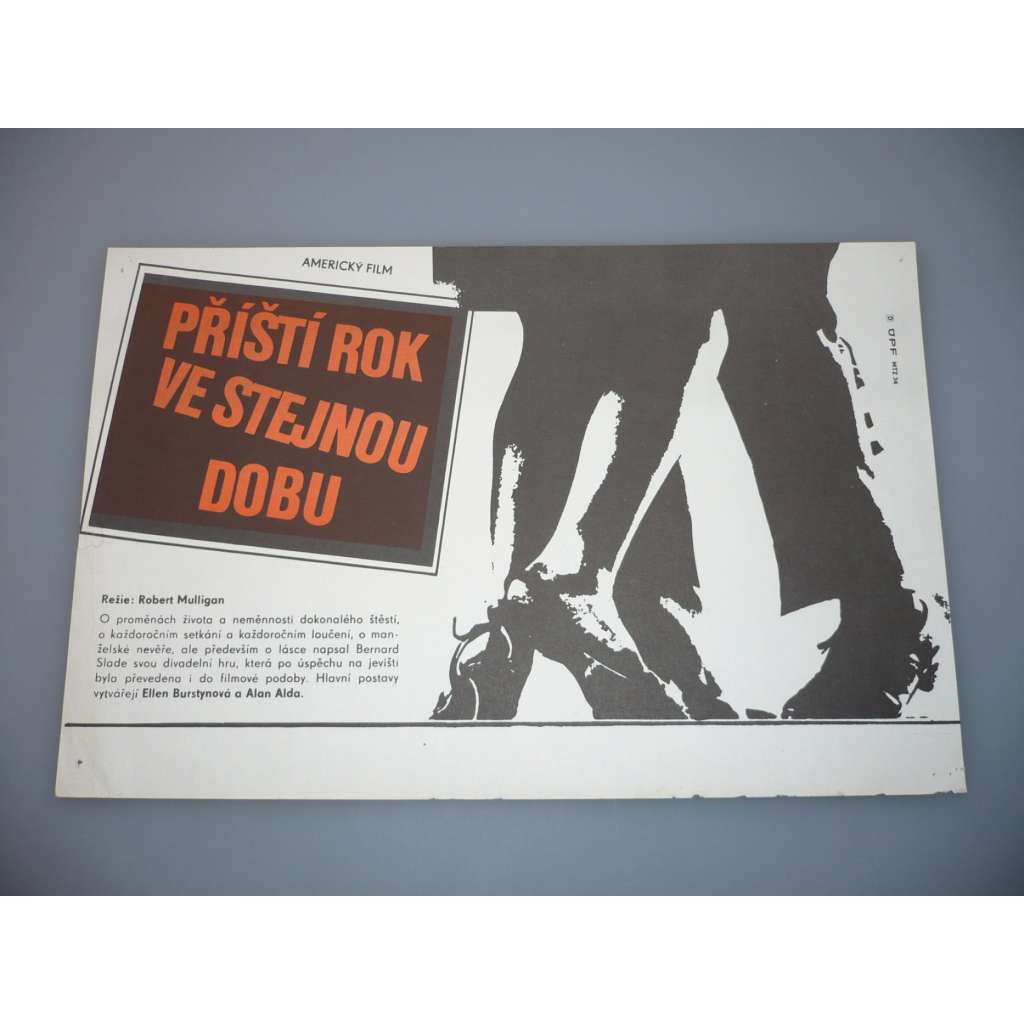 AMERICKÝ FILM
PŘÍŠTÍ ROK
VE STEJNOU
DOBU
Režie: Robert Mulligan
O proměnách života a neměnnosti dokonalého štěstí,
o každoročním setkání a každoročním loučení, o man-
želské nevěře, ale především o lásce napsal Bernard
Slade svou divadelní hru, která po úspěchu na jevišti
byla převedena i do filmové podoby. Hlavní postavy
vytvářejí Ellen Burstynová a Alan Alda.
ÚPF MTZ 34